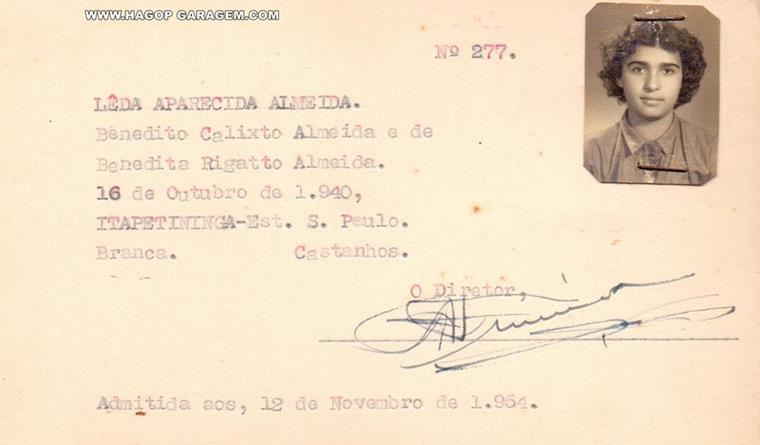 WWW.HAGOP GARAGEM.COM
Nº 277.
LÊDA APARECIDA ALMEIDA.
Benedito Calixto Almeida e de
Benedita Rigatto Almeida.
16 de Outubro de 1.940,
ITAPETININGA-Est. S. Paulo.
Branca. Castanhos.
O Diretor,
Admitida aos, 12 de Novembro de 1.954.